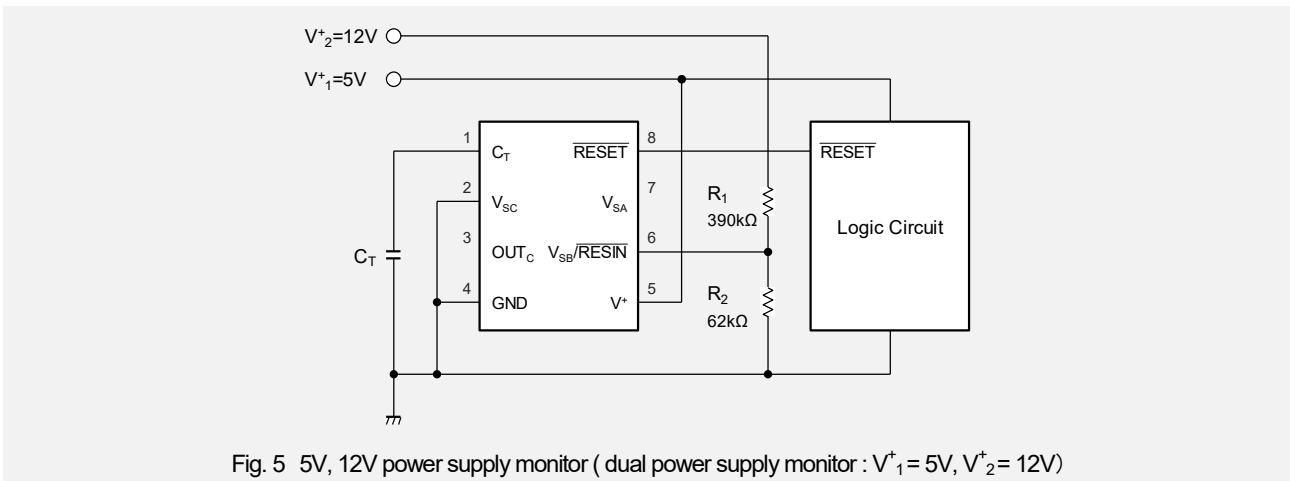 V⁺₂=12V
V⁺₁=5V
1
8
C_T
RESET
RESET
2
7
V_SC
V_SA
R₁
390kΩ
Logic Circuit
3
6
C_T
OUT_C
V_SB/RESIN
4
5
GND
V⁺
R₂
62kΩ
Fig. 5 5V, 12V power supply monitor ( dual power supply monitor : V⁺₁= 5V, V⁺₂= 12V)